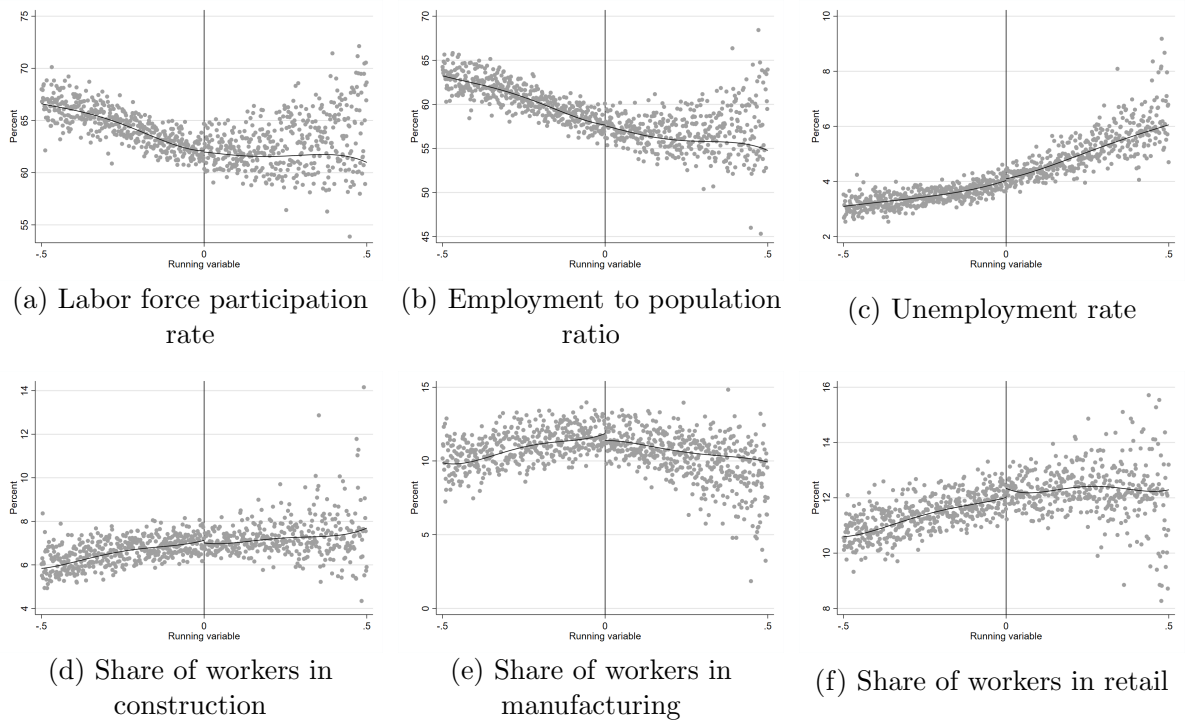 75
70
65
60
55
Percent
-.5
0
.5
Running variable
(a) Labor force participation
rate
70
65
60
55
50
45
Percent
-.5
0
.5
Running variable
(b) Employment to population
ratio
10
8
6
4
2
Percent
-.5
0
.5
Running variable
(c) Unemployment rate
14
12
10
8
6
4
Percent
-.5
0
.5
Running variable
(d) Share of workers in
construction
15
10
5
0
Percent
-.5
0
.5
Running variable
(e) Share of workers in
manufacturing
16
14
12
10
8
Percent
-.5
0
.5
Running variable
(f) Share of workers in retail